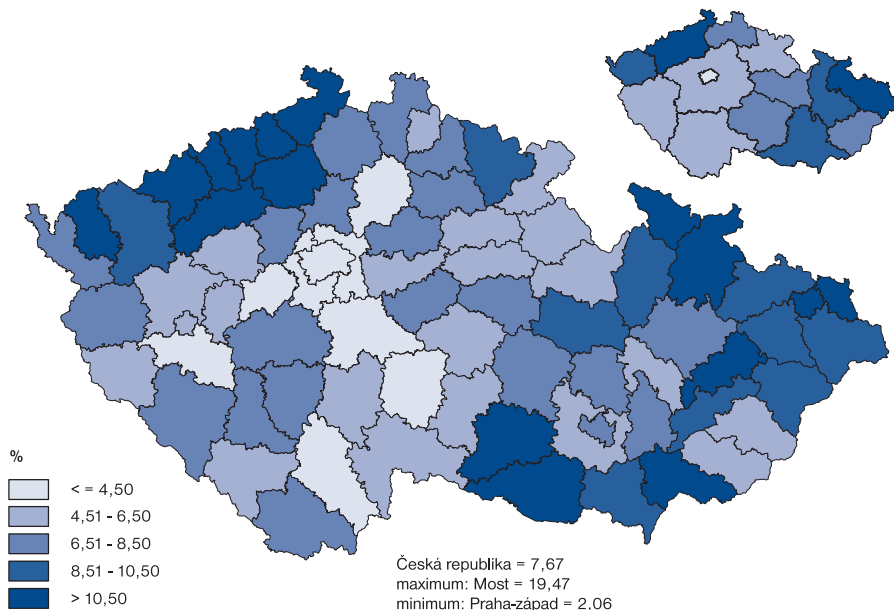 %
< = 4,50
4,51 - 6,50
6,51 - 8,50
8,51 - 10,50
> 10,50
Česká republika = 7,67
maximum: Most = 19,47
minimum: Praha-západ = 2,06